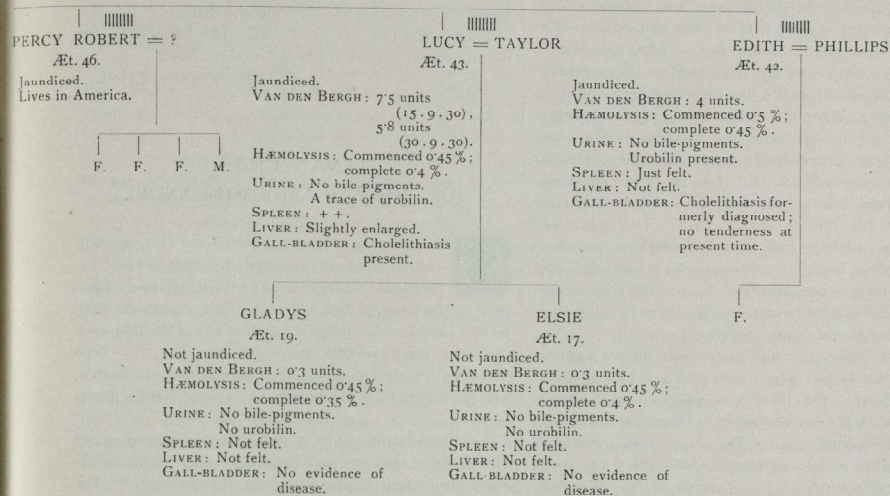 PERCY ROBERT = ?
Æt. 46.
Jaundiced.
Lives in America.
F. F. F. M.
LUCY = TAYLOR
Æt. 43.
Jaundiced.
VAN DEN BERGH: 7·5 units
(15.9.30),
5·8 units
(30.9.30).
HÆMOLYSIS: Commenced 0·45 %;
complete 0·4 %.
URINE: No bile-pigments.
A trace of urobilin.
SPLEEN: ++.
LIVER: Slightly enlarged.
GALL-BLADDER: Cholelithiasis
present.
EDITH = PHILLIPS
Æt. 42.
Jaundiced.
VAN DEN BERGH: 4 units.
HÆMOLYSIS: Commenced 0·5 %;
complete 0·45 %.
URINE: No bile-pigments.
Urobilin present.
SPLEEN: Just felt.
LIVER: Not felt.
GALL-BLADDER: Cholelithiasis for-
merly diagnosed;
no tenderness at
present time.
GLADYS
Æt. 19.
Not jaundiced.
VAN DEN BERGH: 0·3 units.
HÆMOLYSIS: Commenced 0·45 %;
complete 0·35 %.
URINE: No bile-pigments.
No urobilin.
SPLEEN: Not felt.
LIVER: Not felt.
GALL-BLADDER: No evidence of
disease.
ELSIE
Æt. 17.
Not jaundiced.
VAN DEN BERGH: 0·3 units.
HÆMOLYSIS: Commenced 0·45 %;
complete 0·4 %.
URINE: No bile-pigments.
No urobilin.
SPLEEN: Not felt.
LIVER: Not felt.
GALL-BLADDER: No evidence of
disease.
F.